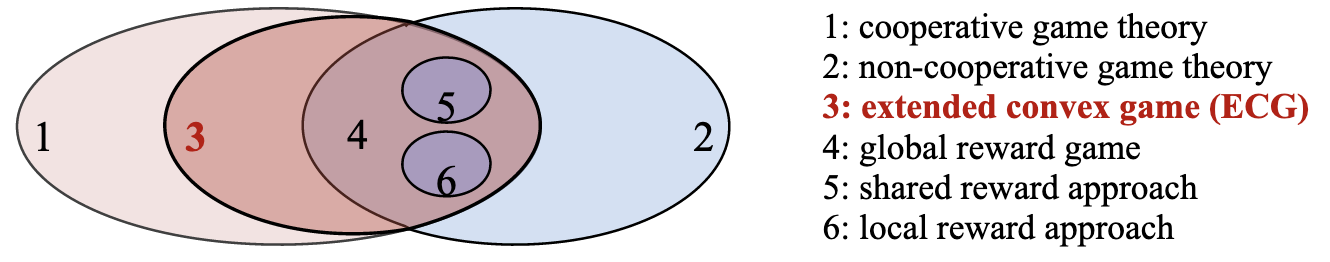 1
3
4
5
6
2
1: cooperative game theory
2: non-cooperative game theory
3: extended convex game (ECG)
4: global reward game
5: shared reward approach
6: local reward approach